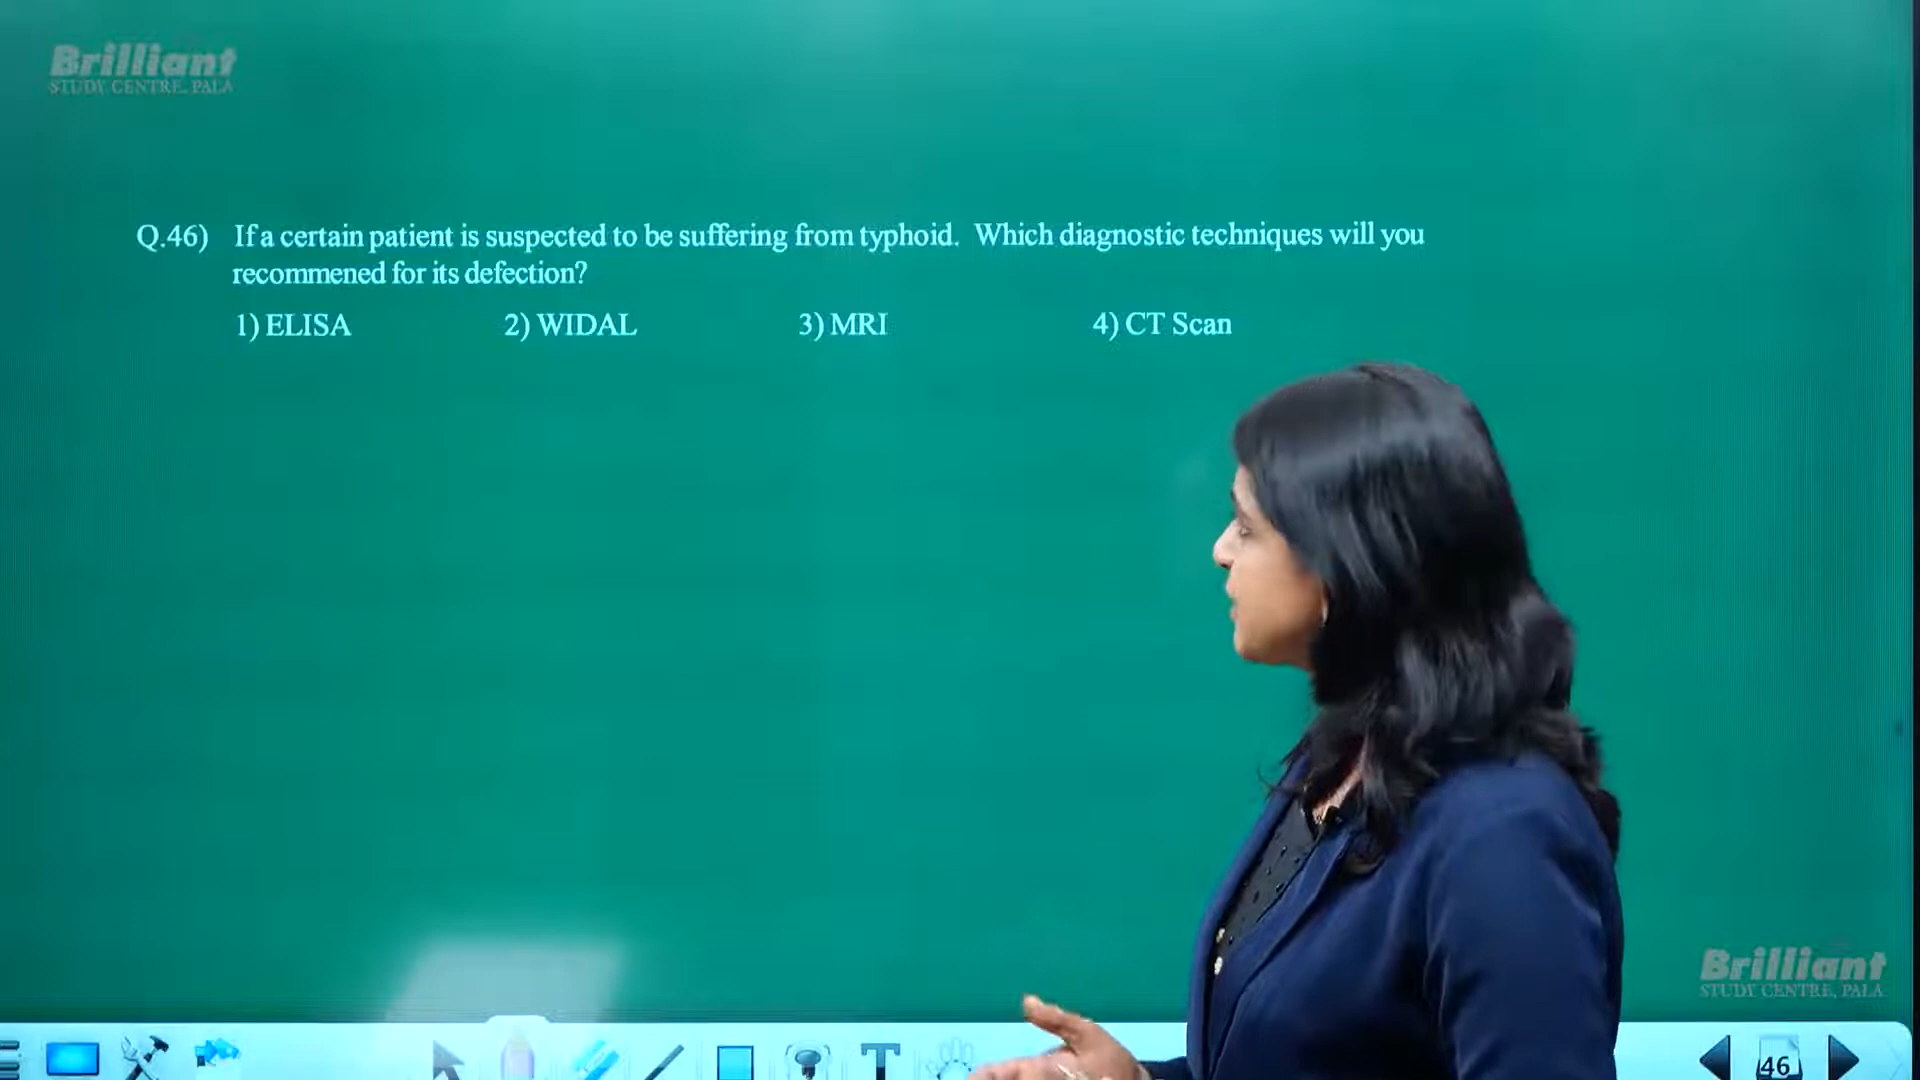 Brilliant
STUDY CENTRE, PALA
Q.46) If a certain patient is suspected to be suffering from typhoid. Which diagnostic techniques will you
recommened for its defection?
1) ELISA 2) WIDAL 3) MRI 4) CT Scan
Brilliant
STUDY CENTRE, PALA
T
46